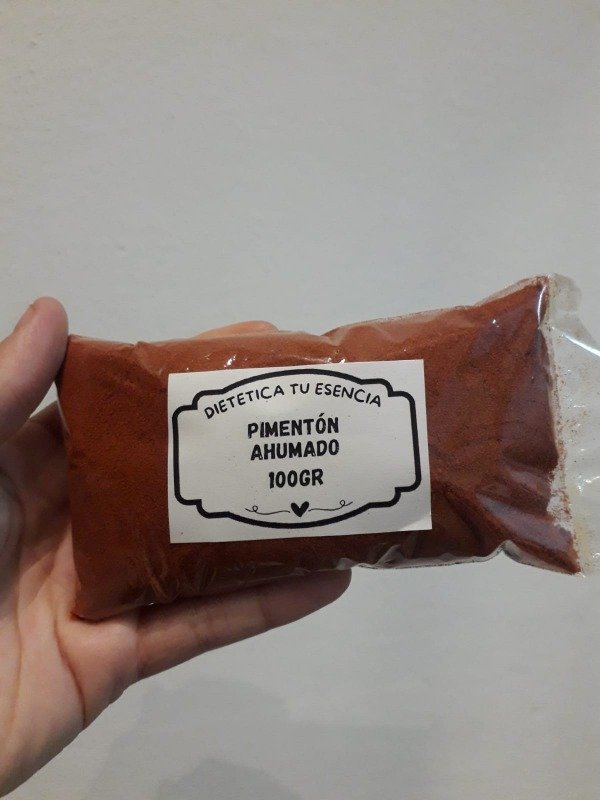 DIETETICA TU ESENCIA
PIMENTÓN
AHUMADO
100GR